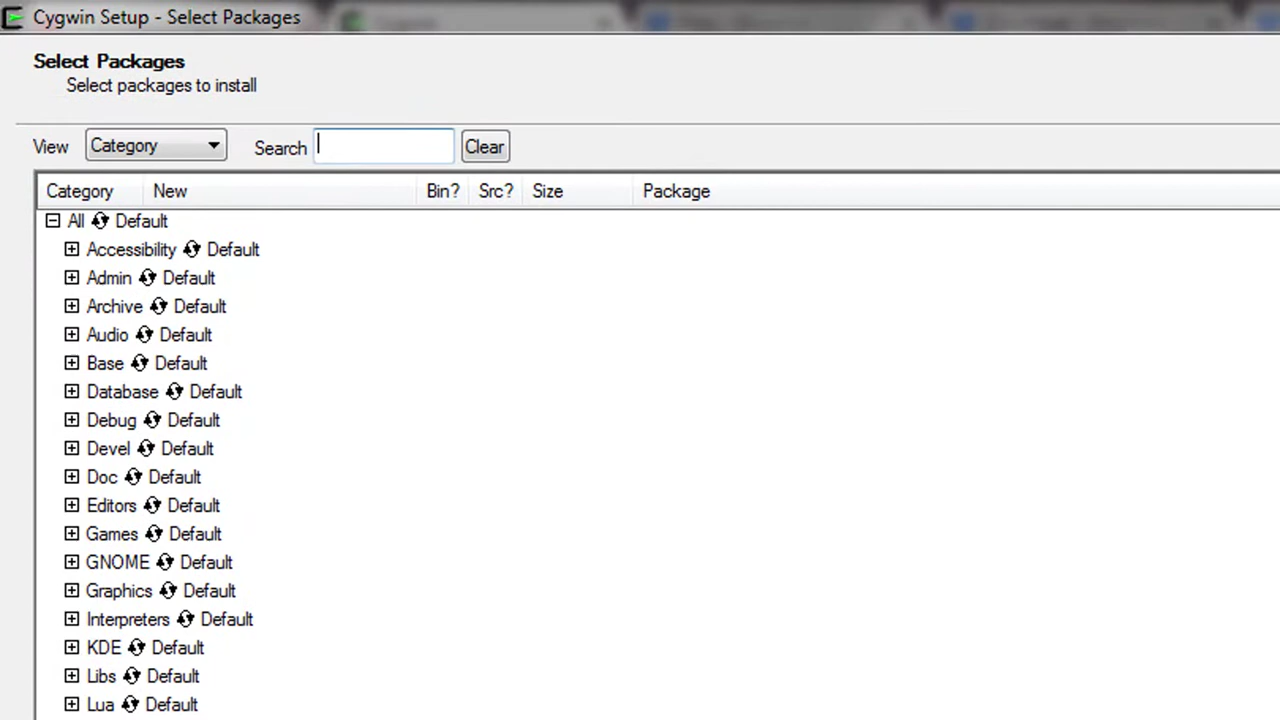 Cygwin Setup - Select Packages
Select Packages
Select packages to install
View Category Search Clear
Category New Bin? Src? Size Package
All Default
Accessibility Default
Admin Default
Archive Default
Audio Default
Base Default
Database Default
Debug Default
Devel Default
Doc Default
Editors Default
Games Default
GNOME Default
Graphics Default
Interpreters Default
KDE Default
Libs Default
Lua Default